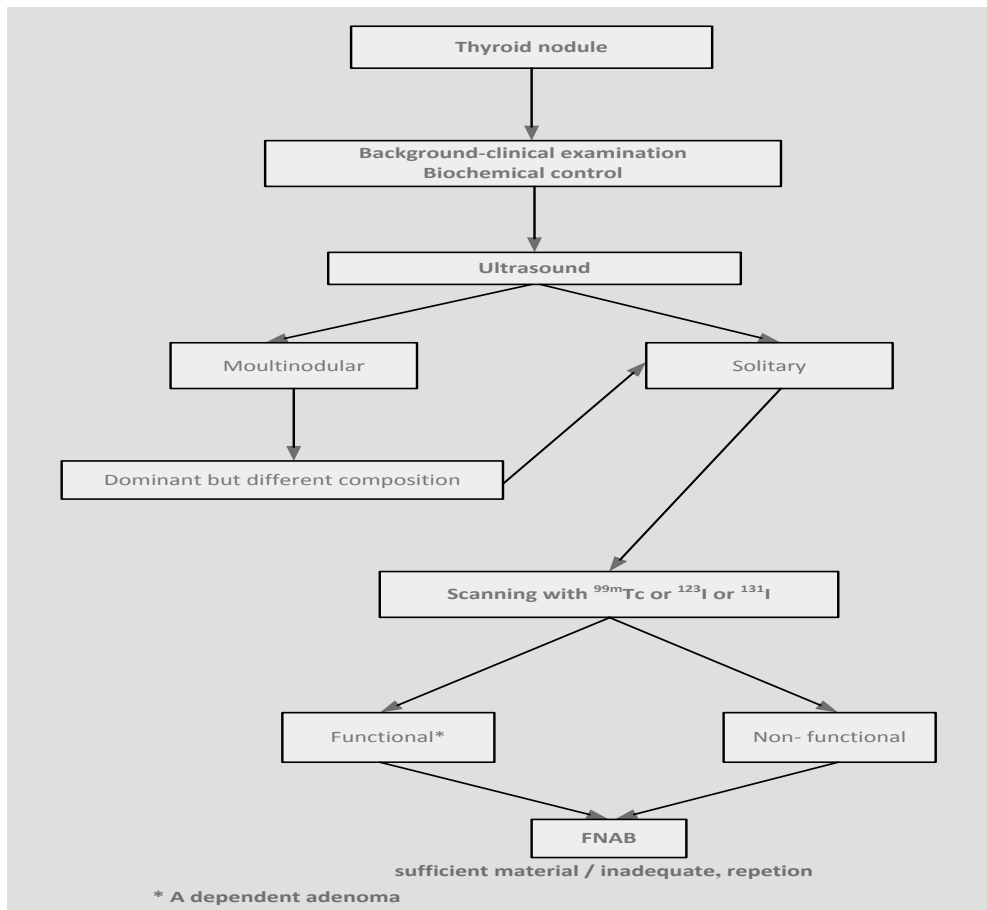 Thyroid nodule
Background-clinical examination
Biochemical control
Ultrasound
Moultinodular
Solitary
Dominant but different composition
Scanning with ⁹⁹ᵐTc or ¹²³I or ¹³¹I
Functional*
Non- functional
FNAB
sufficient material / inadequate, repetion
* A dependent adenoma